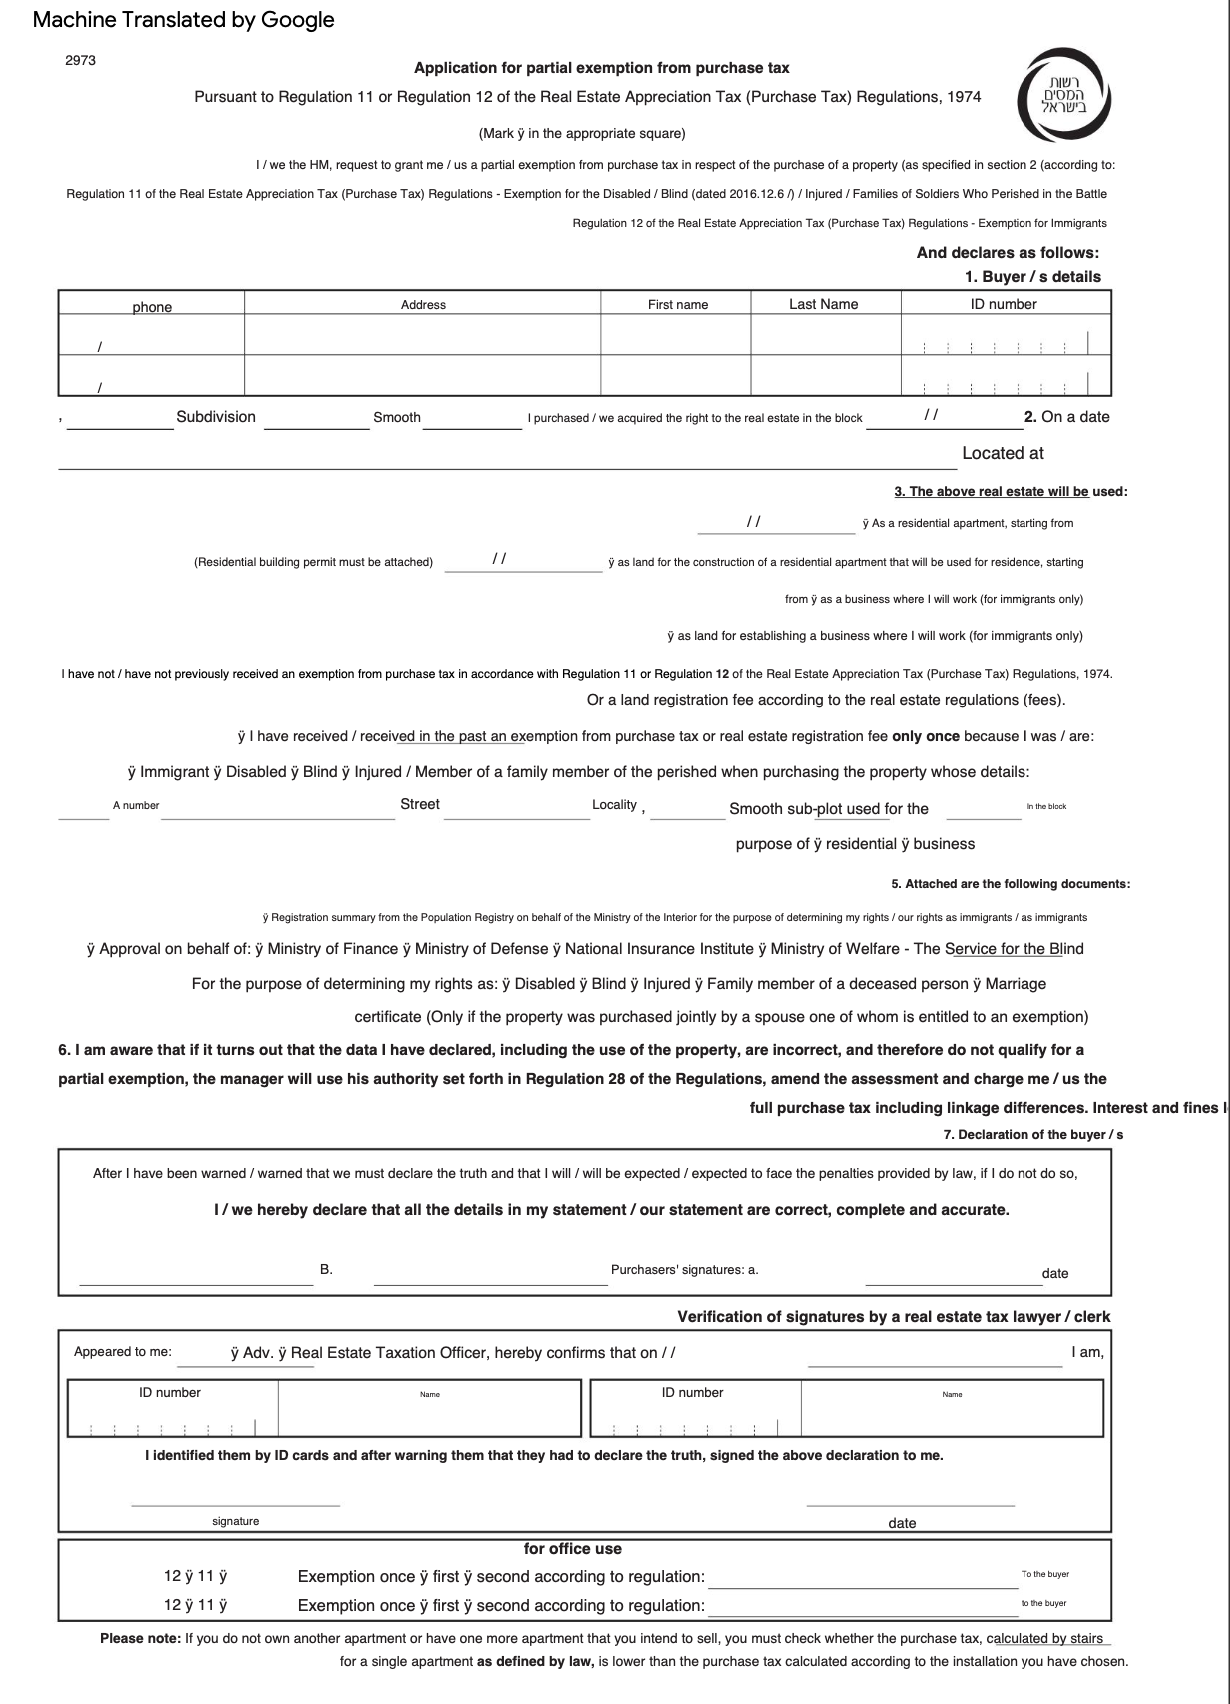 Machine Translated by Google
2973
Application for partial exemption from purchase tax
Pursuant to Regulation 11 or Regulation 12 of the Real Estate Appreciation Tax (Purchase Tax) Regulations, 1974
רשות
המסים
בישראל
(Mark ÿ in the appropriate square)
I / we the HM, request to grant me / us a partial exemption from purchase tax in respect of the purchase of a property (as specified in section 2 (according to:
Regulation 11 of the Real Estate Appreciation Tax (Purchase Tax) Regulations - Exemption for the Disabled / Blind (dated 2016.12.6 /) / Injured / Families of Soldiers Who Perished in the Battle
Regulation 12 of the Real Estate Appreciation Tax (Purchase Tax) Regulations - Exemption for Immigrants
And declares as follows:
1. Buyer / s details
phone Address First name Last Name ID number
/
/
, Subdivision Smooth I purchased / we acquired the right to the real estate in the block / / 2. On a date
Located at
3. The above real estate will be used:
/ / ÿ As a residential apartment, starting from
(Residential building permit must be attached) / / ÿ as land for the construction of a residential apartment that will be used for residence, starting
from ÿ as a business where I will work (for immigrants only)
ÿ as land for establishing a business where I will work (for immigrants only)
I have not / have not previously received an exemption from purchase tax in accordance with Regulation 11 or Regulation 12 of the Real Estate Appreciation Tax (Purchase Tax) Regulations, 1974.
Or a land registration fee according to the real estate regulations (fees).
ÿ I have received / received in the past an exemption from purchase tax or real estate registration fee only once because I was / are:
ÿ Immigrant ÿ Disabled ÿ Blind ÿ Injured / Member of a family member of the perished when purchasing the property whose details:
A number Street Locality , Smooth sub-plot used for the In the block
purpose of ÿ residential ÿ business
5. Attached are the following documents:
ÿ Registration summary from the Population Registry on behalf of the Ministry of the Interior for the purpose of determining my rights / our rights as immigrants / as immigrants
ÿ Approval on behalf of: ÿ Ministry of Finance ÿ Ministry of Defense ÿ National Insurance Institute ÿ Ministry of Welfare - The Service for the Blind
For the purpose of determining my rights as: ÿ Disabled ÿ Blind ÿ Injured ÿ Family member of a deceased person ÿ Marriage
certificate (Only if the property was purchased jointly by a spouse one of whom is entitled to an exemption)
6. I am aware that if it turns out that the data I have declared, including the use of the property, are incorrect, and therefore do not qualify for a
partial exemption, the manager will use his authority set forth in Regulation 28 of the Regulations, amend the assessment and charge me / us the
full purchase tax including linkage differences. Interest and fines
7. Declaration of the buyer / s
After I have been warned / warned that we must declare the truth and that I will / will be expected / expected to face the penalties provided by law, if I do not do so,
I / we hereby declare that all the details in my statement / our statement are correct, complete and accurate.
B. Purchasers' signatures: a. date
Verification of signatures by a real estate tax lawyer / clerk
Appeared to me: ÿ Adv. ÿ Real Estate Taxation Officer, hereby confirms that on / / I am,
ID number Name ID number Name
I identified them by ID cards and after warning them that they had to declare the truth, signed the above declaration to me.
signature date
for office use
12 ÿ 11 ÿ Exemption once ÿ first ÿ second according to regulation: To the buyer
12 ÿ 11 ÿ Exemption once ÿ first ÿ second according to regulation: to the buyer
Please note: If you do not own another apartment or have one more apartment that you intend to sell, you must check whether the purchase tax, calculated by stairs
for a single apartment as defined by law, is lower than the purchase tax calculated according to the installation you have chosen.